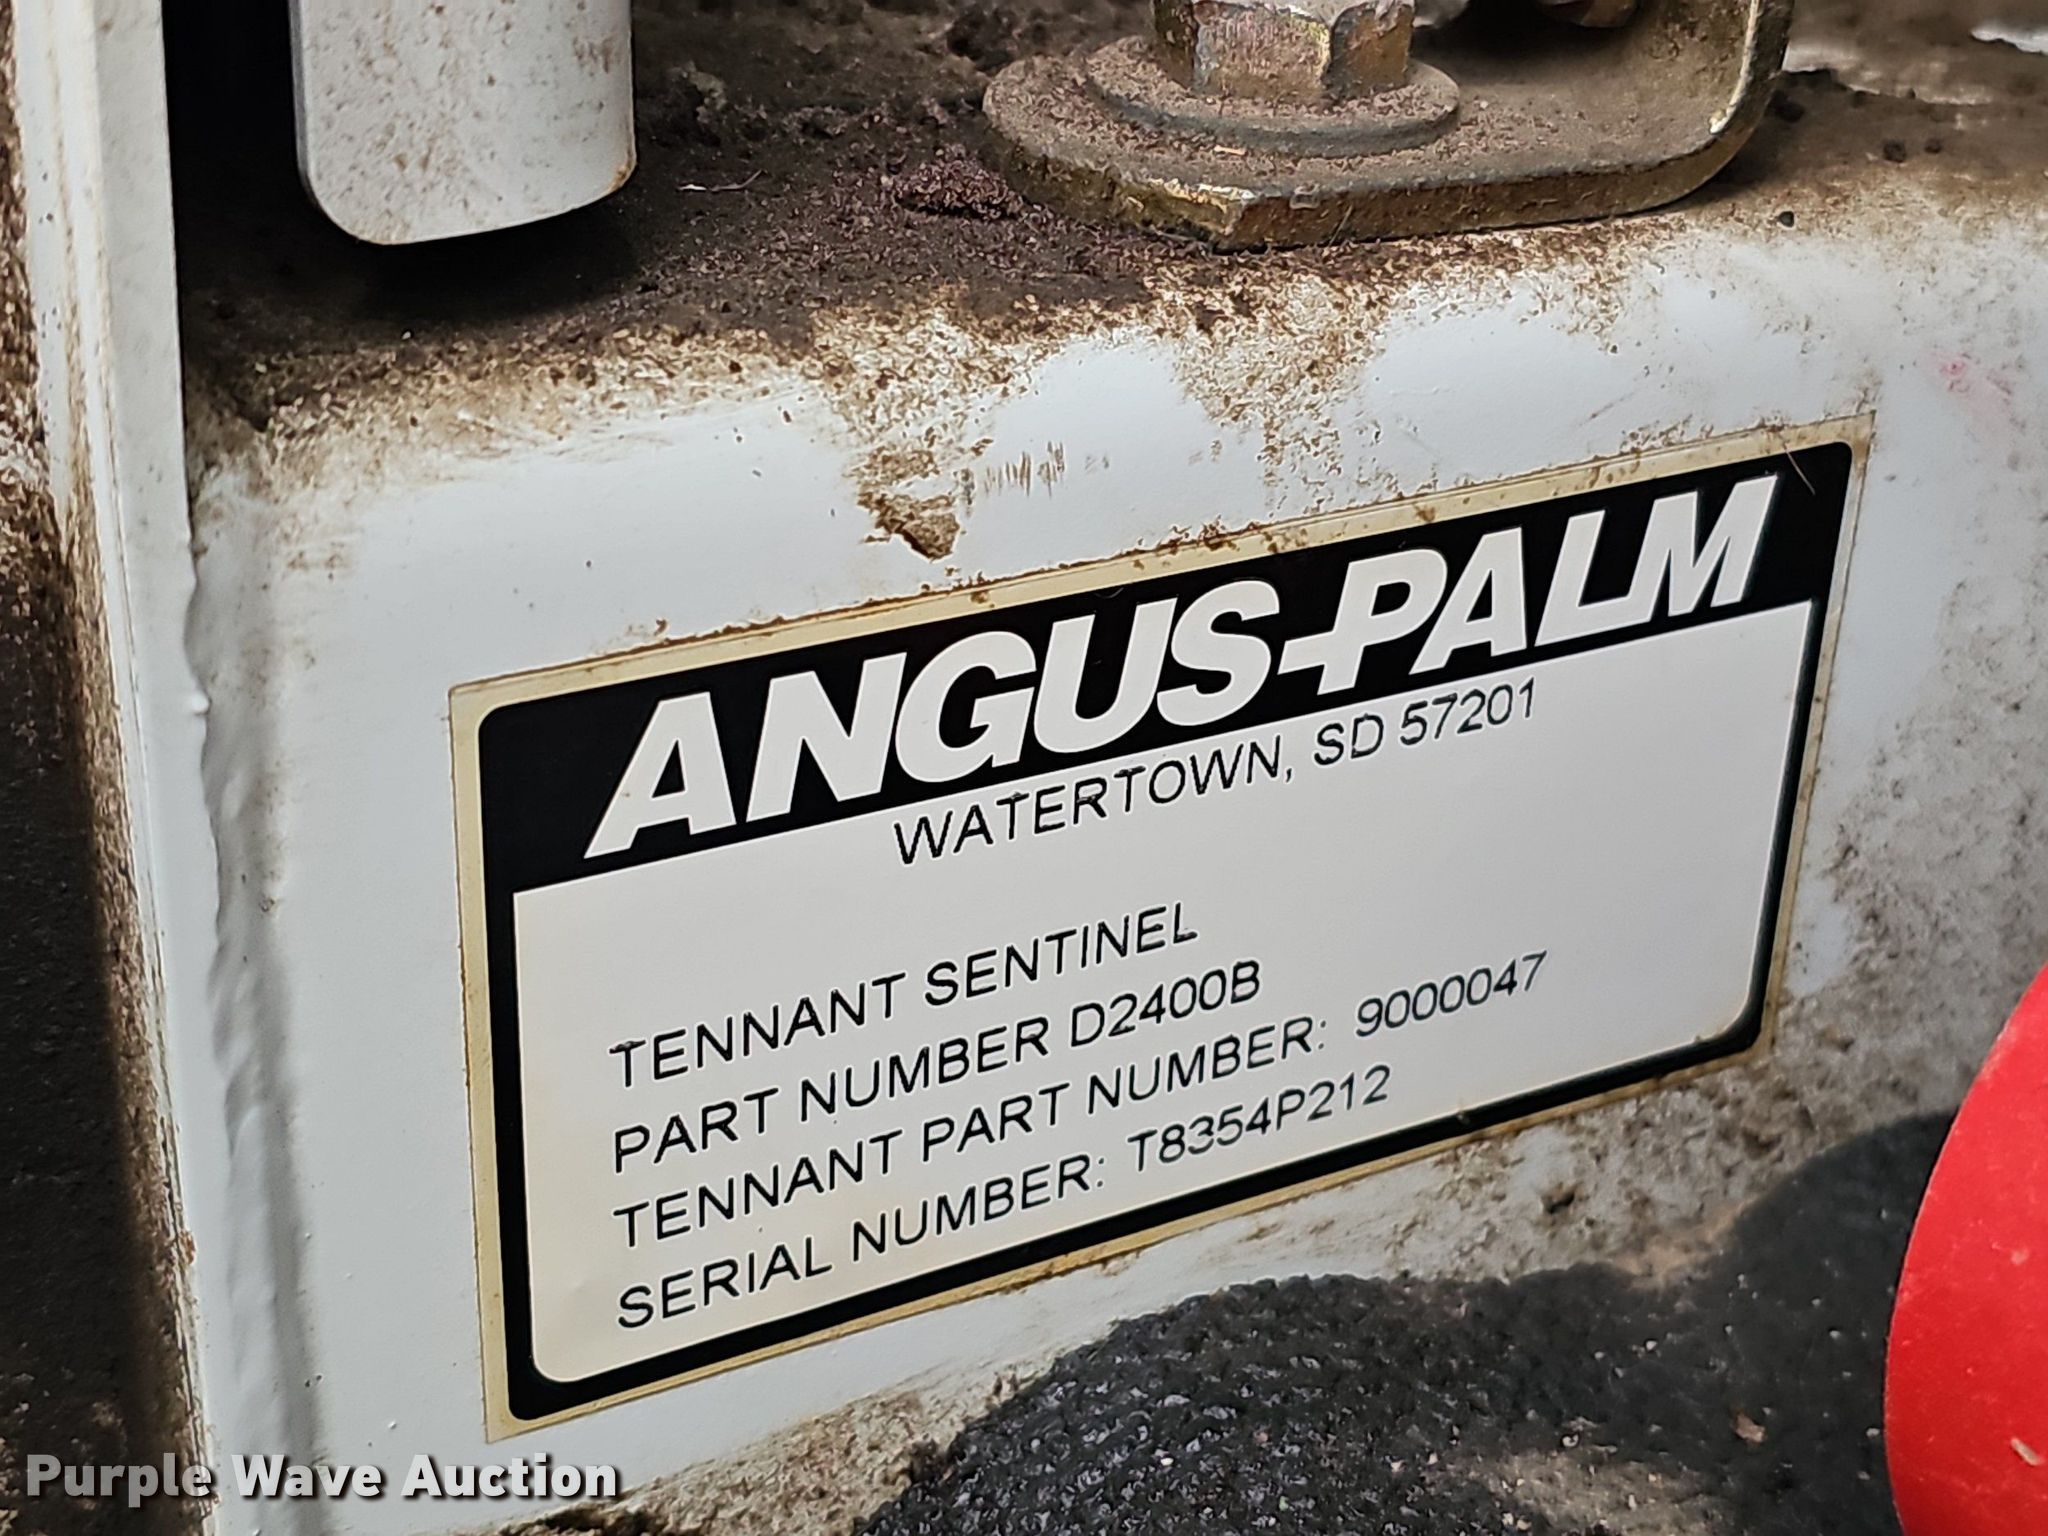 ANGUS-PALM
WATERTOWN, SD 57201
TENNANT SENTINEL
PART NUMBER D2400B
TENNANT PART NUMBER: 9000047
SERIAL NUMBER: T8354P212
Purple Wave Auction